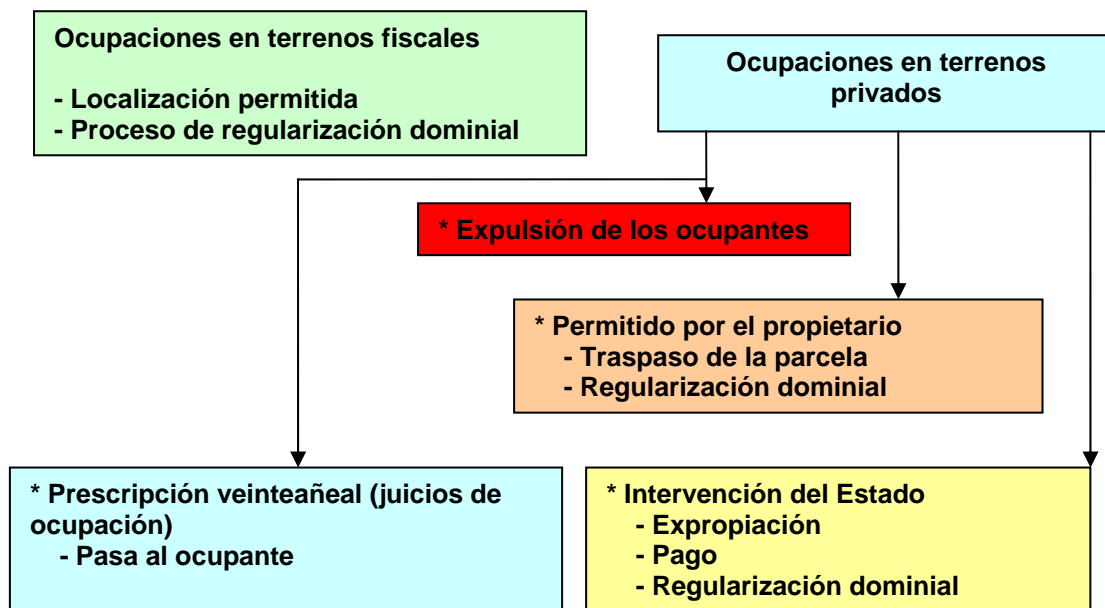 Ocupaciones en terrenos fiscales
- Localización permitida
- Proceso de regularización dominial
Ocupaciones en terrenos
privados
* Expulsión de los ocupantes
* Permitido por el propietario
- Traspaso de la parcela
- Regularización dominial
* Prescripción veinteañeal (juicios de
ocupación)
- Pasa al ocupante
* Intervención del Estado
- Expropiación
- Pago
- Regularización dominial